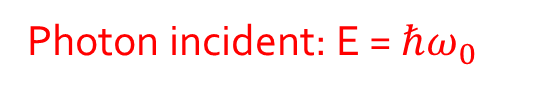 Photon incident: E = ℏω₀